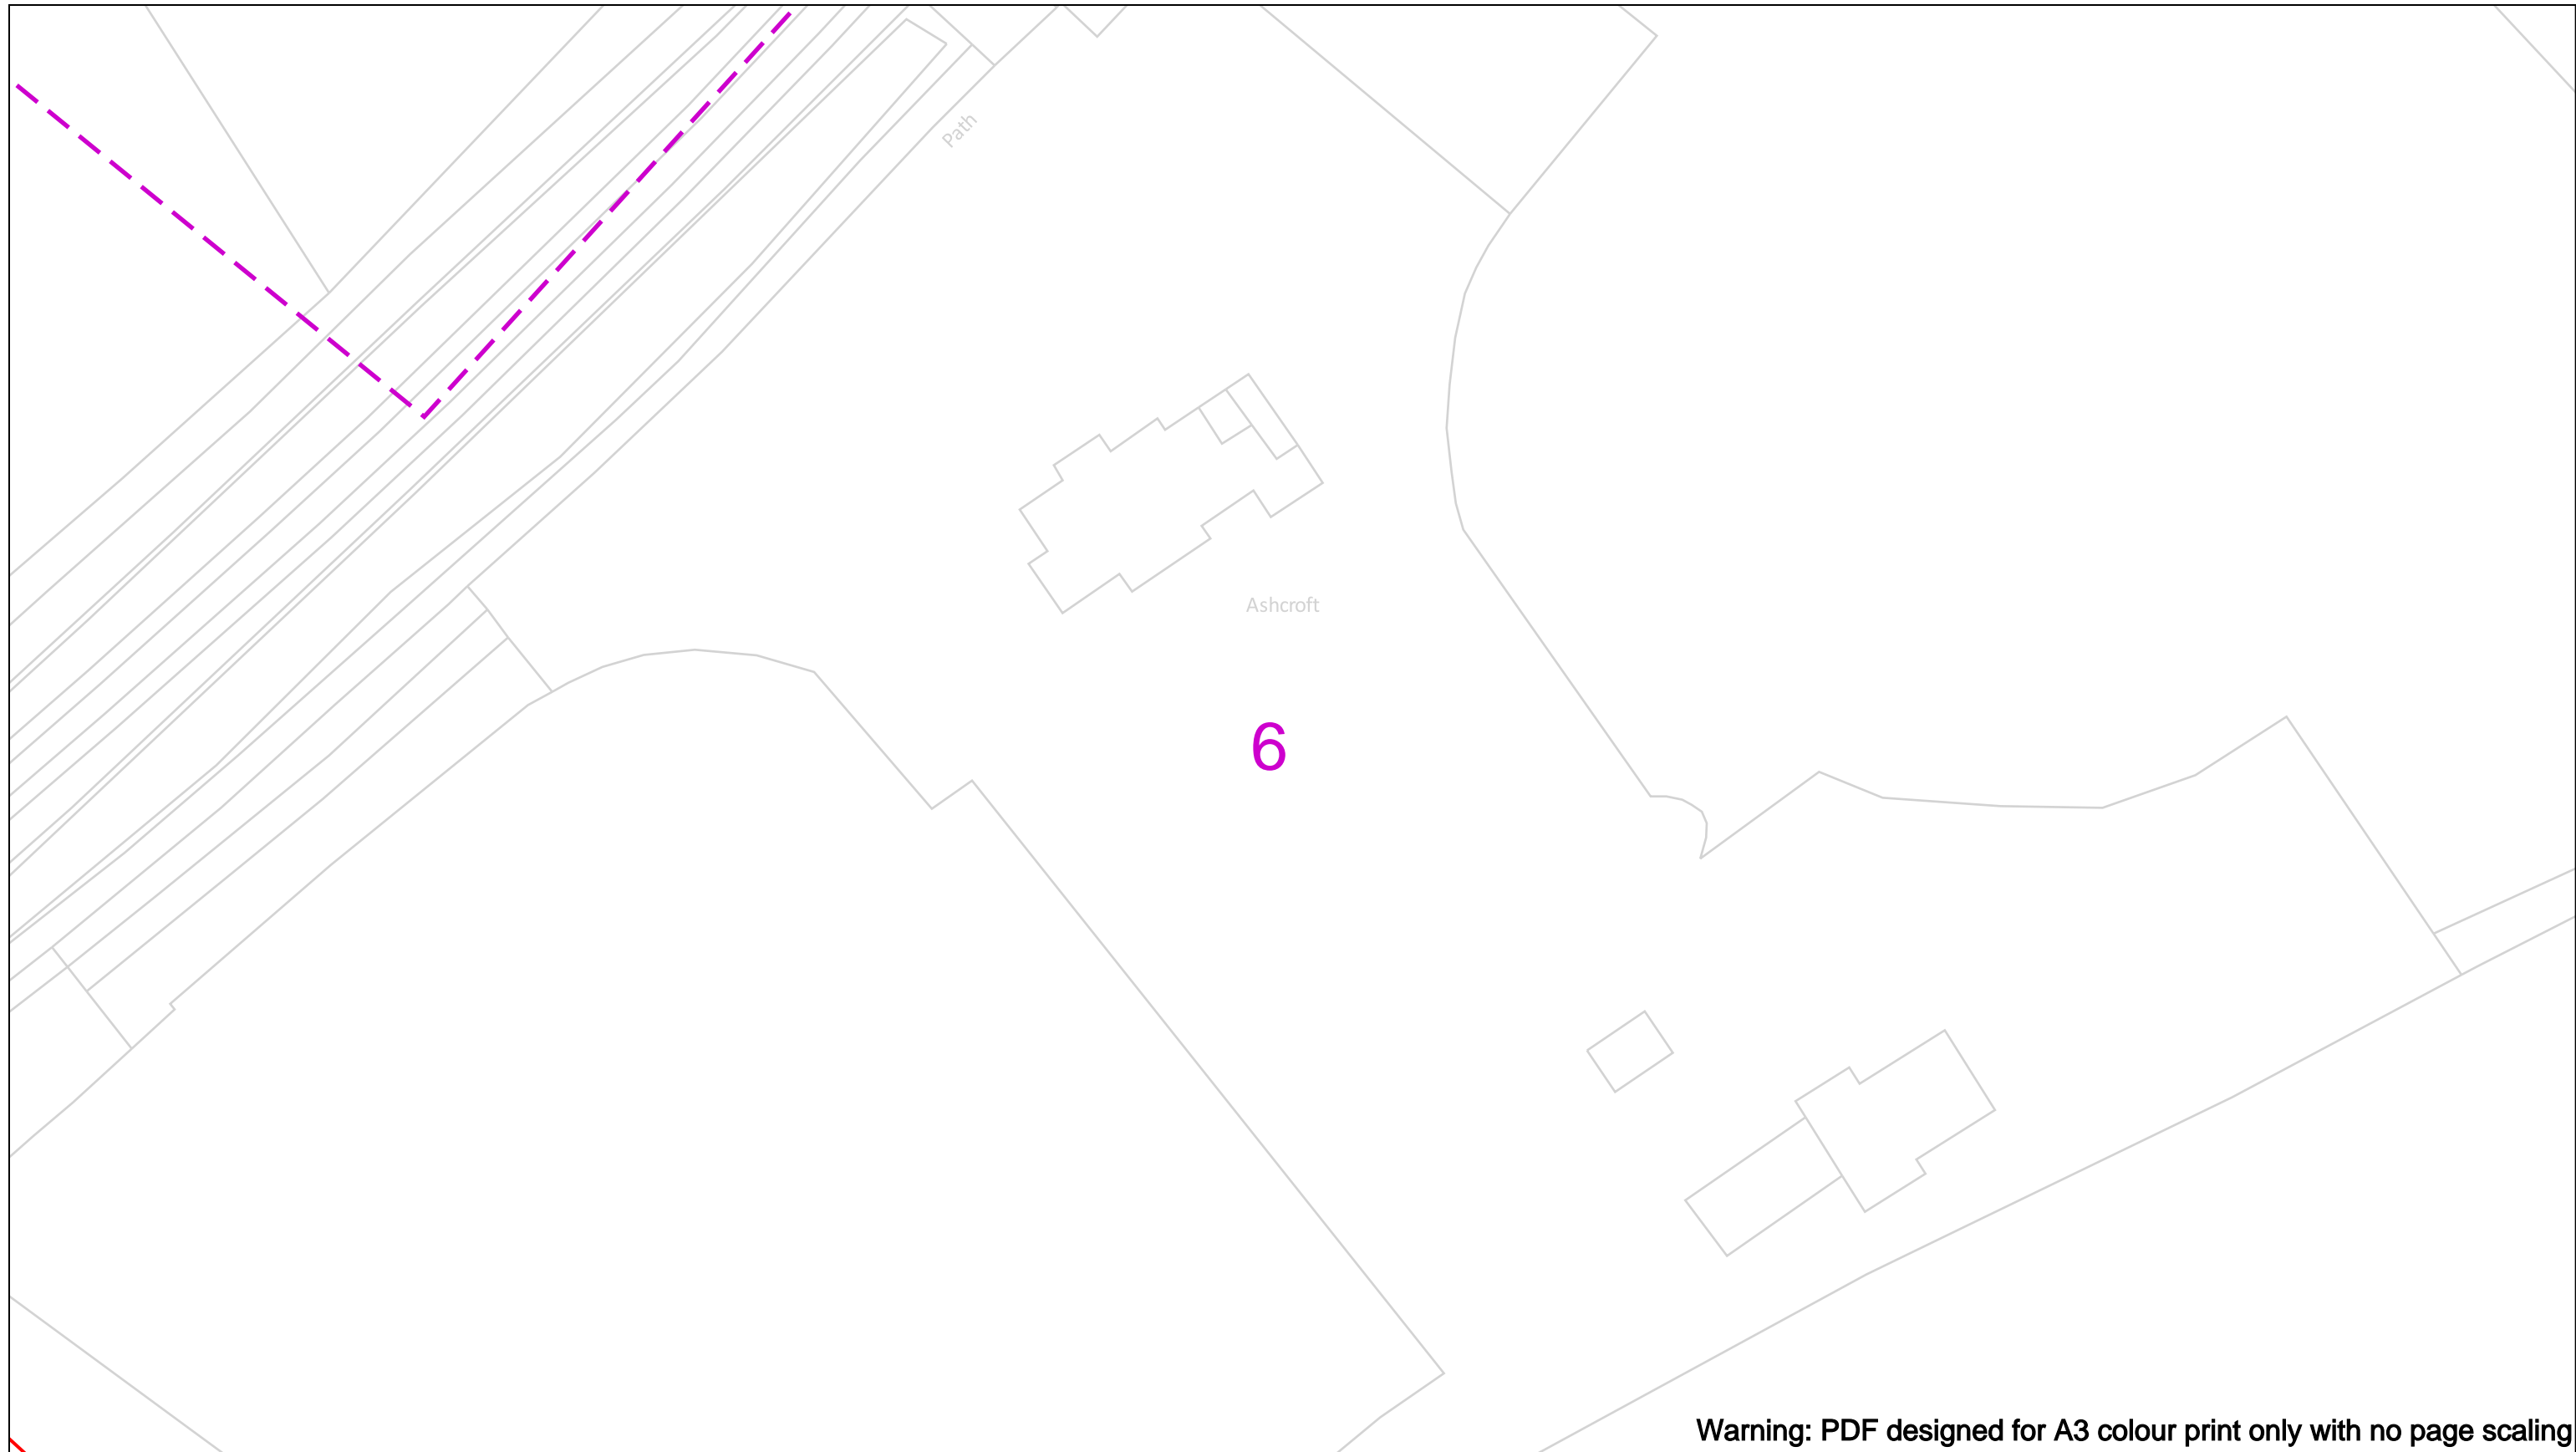 Path
Ashcroft
6
Warning: PDF designed for A3 colour print only with no page scaling